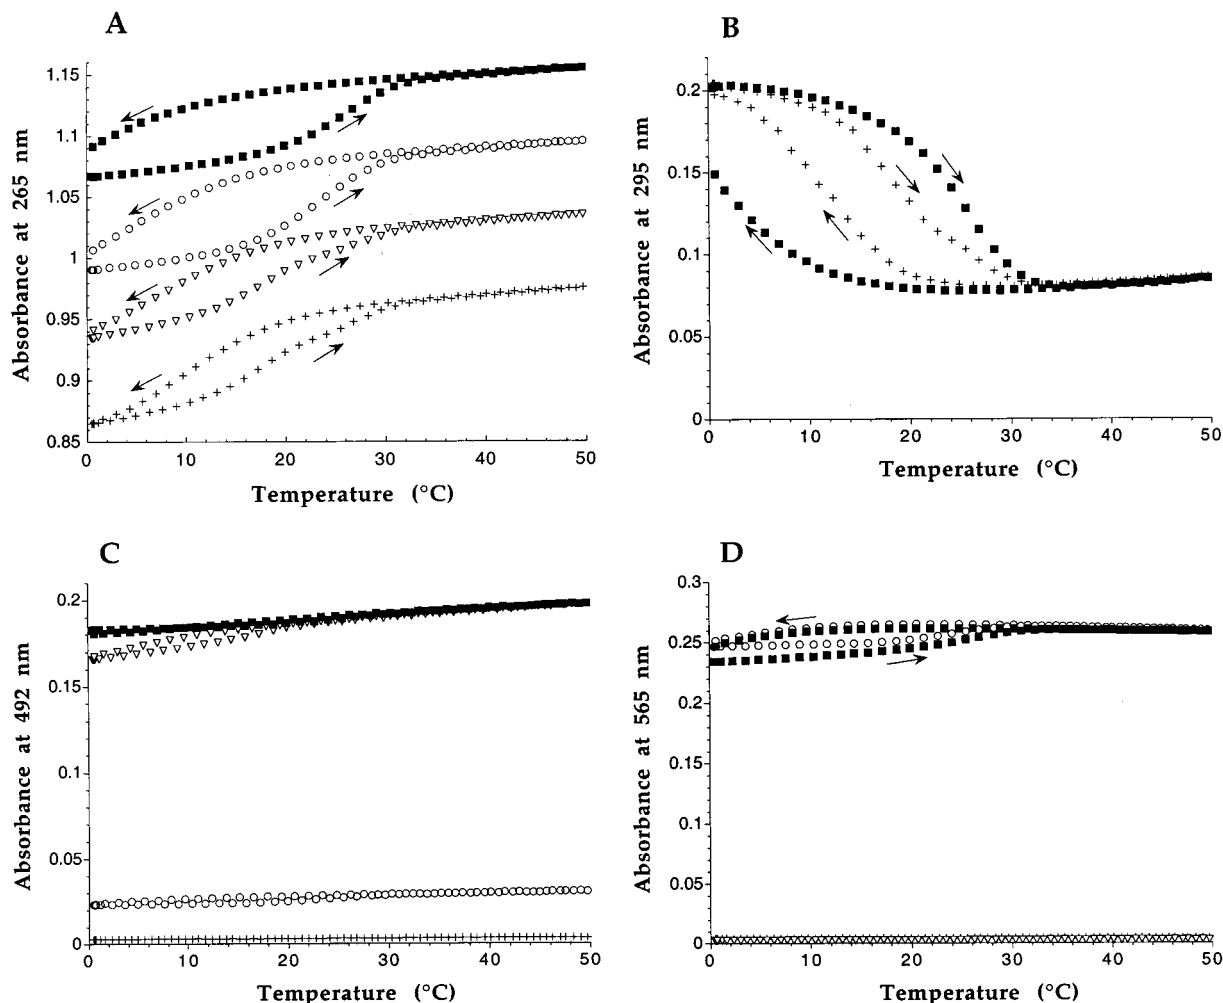 A
Absorbance at 265 nm
1.15
1.1
1.05
1
0.95
0.9
0.85
0 10 20 30 40 50
Temperature (°C)
B
Absorbance at 295 nm
0.2
0.15
0.1
0.05
0
0 10 20 30 40 50
Temperature (°C)
C
Absorbance at 492 nm
0.2
0.15
0.1
0.05
0
0 10 20 30 40 50
Temperature (°C)
D
Absorbance at 565 nm
0.3
0.25
0.2
0.15
0.1
0.05
0
0 10 20 30 40 50
Temperature (°C)